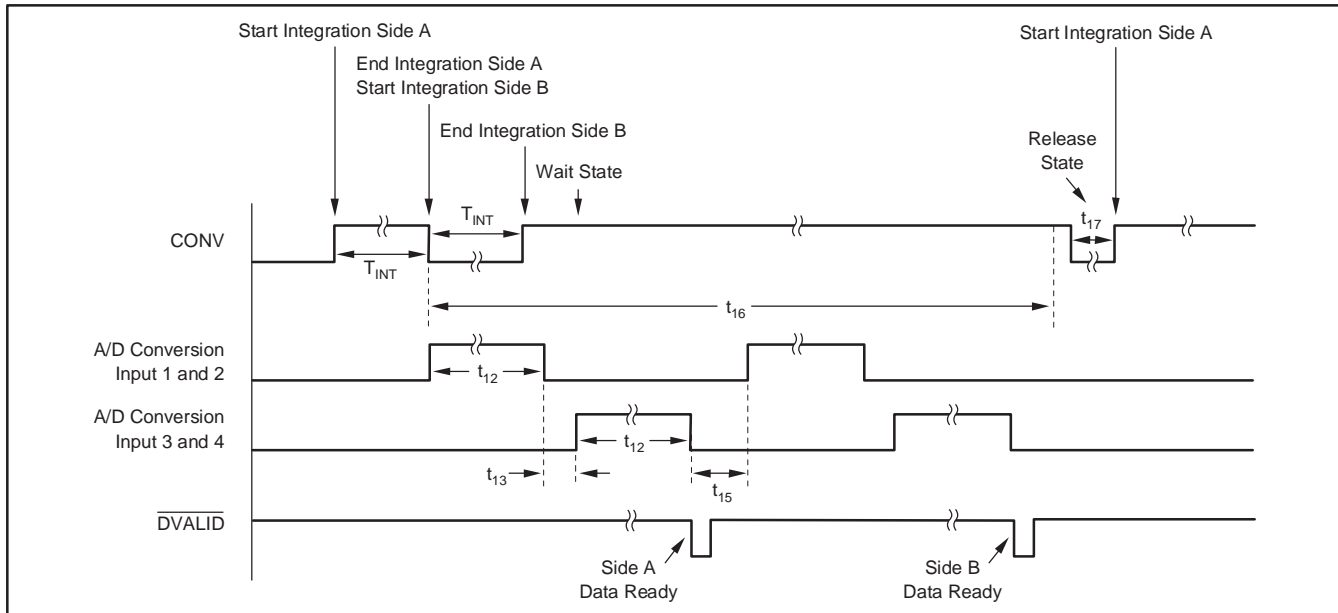 Start Integration Side A
Start Integration Side A
End Integration Side A
Start Integration Side B
End Integration Side B
Wait State
Release
State
CONV
T_INT
T_INT
t_17
t_16
A/D Conversion
Input 1 and 2
t_12
A/D Conversion
Input 3 and 4
t_12
t_13
t_15
DVALID
Side A
Data Ready
Side B
Data Ready